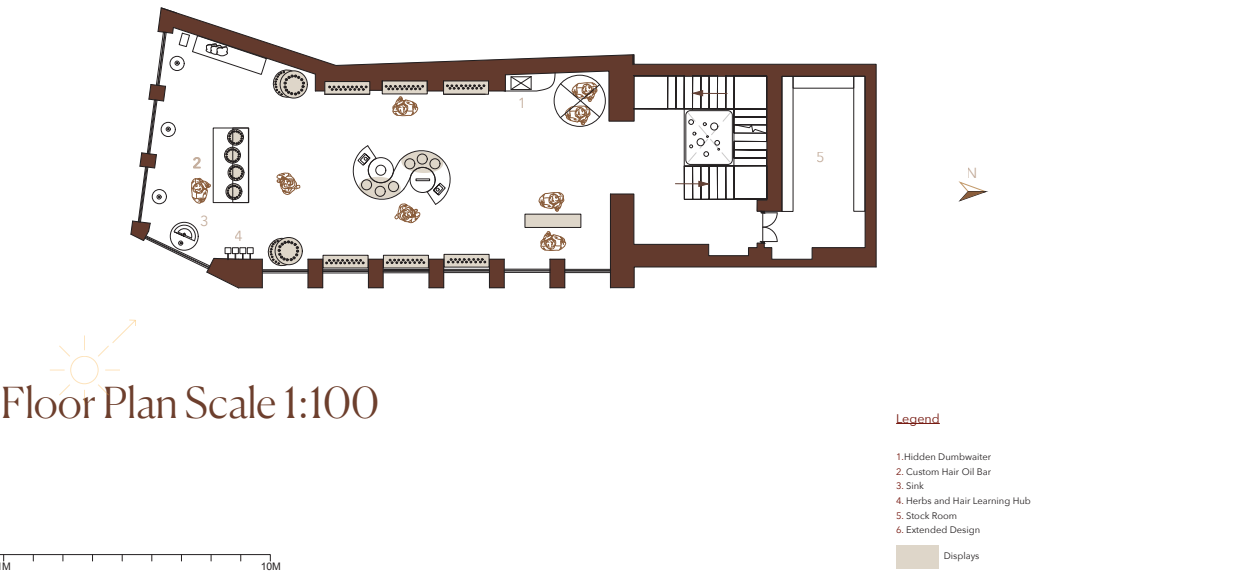 1
2
3
4
5
N
Floor Plan Scale 1:100
Legend
1.Hidden Dumbwaiter
2. Custom Hair Oil Bar
3. Sink
4. Herbs and Hair Learning Hub
5. Stock Room
6. Extended Design
Displays
10M